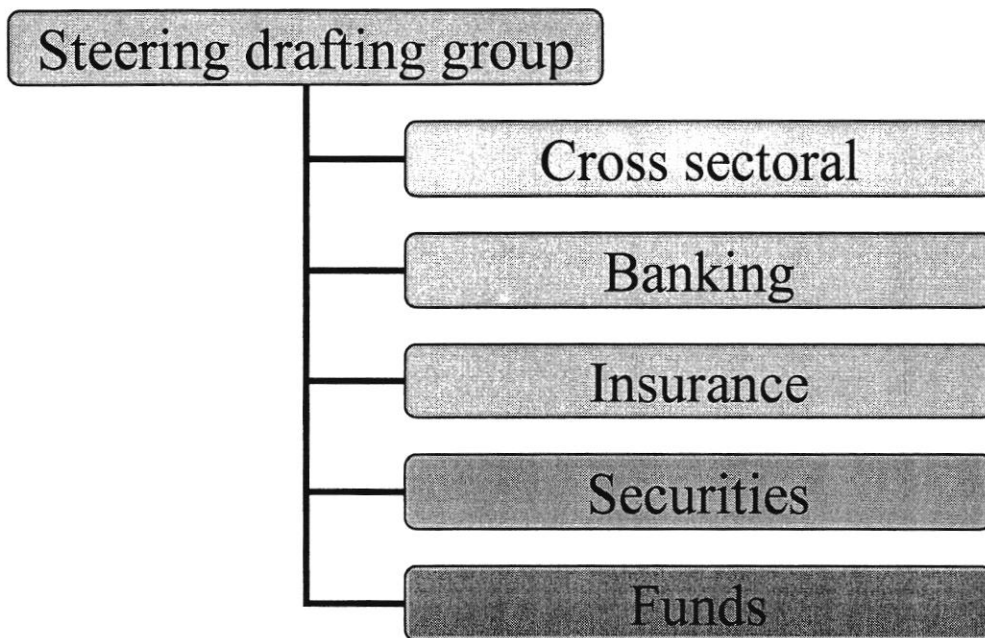 Steering drafting group
Cross sectoral
Banking
Insurance
Securities
Funds